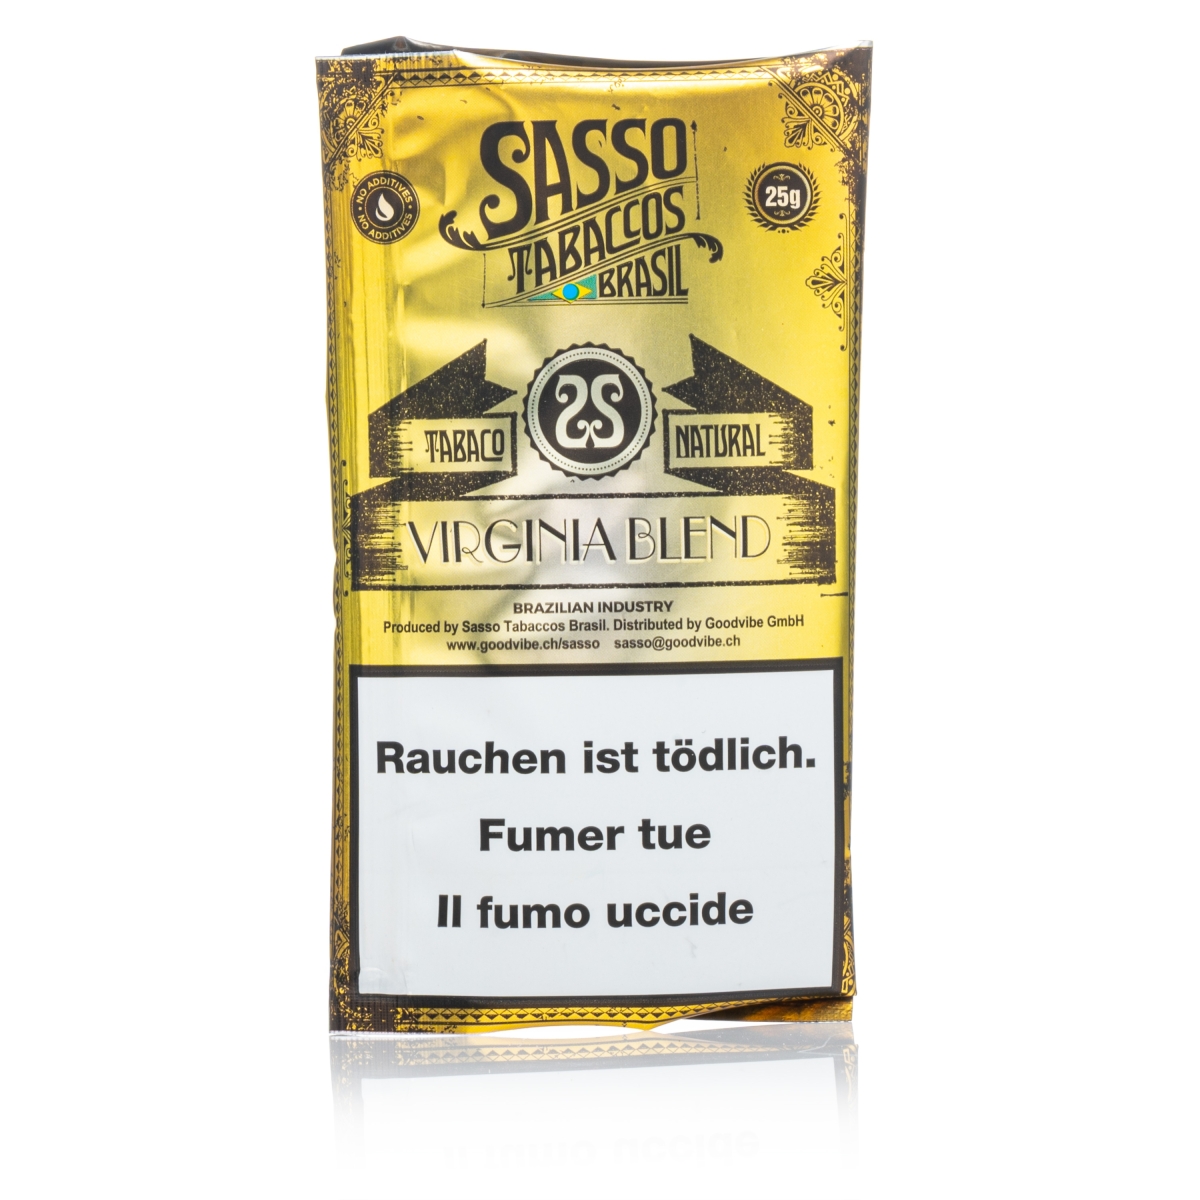 SASSO
TABACCOS
BRASIL
NO ADDITIVES
NO ADDITIVES
25g
TABACO
NATURAL
VIRGINIA BLEND
BRAZILIAN INDUSTRY
Produced by Sasso Tabaccos Brasil. Distributed by Goodvibe GmbH
www.goodvibe.ch/sasso sasso@goodvibe.ch
Rauchen ist tödlich.
Fumer tue
Il fumo uccide